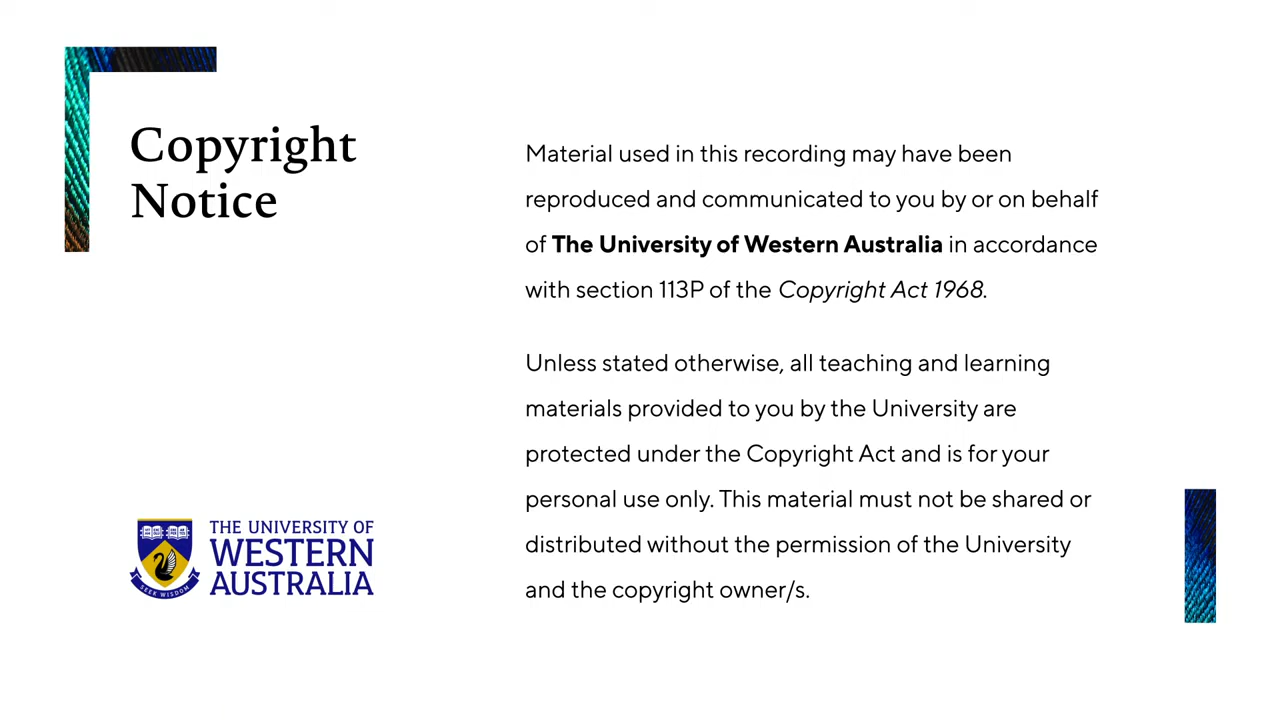 Copyright
Notice
Material used in this recording may have been
reproduced and communicated to you by or on behalf
of The University of Western Australia in accordance
with section 113P of the Copyright Act 1968.
Unless stated otherwise, all teaching and learning
materials provided to you by the University are
protected under the Copyright Act and is for your
personal use only. This material must not be shared or
distributed without the permission of the University
and the copyright owner/s.
THE UNIVERSITY OF
WESTERN
AUSTRALIA
SEEK WISDOM